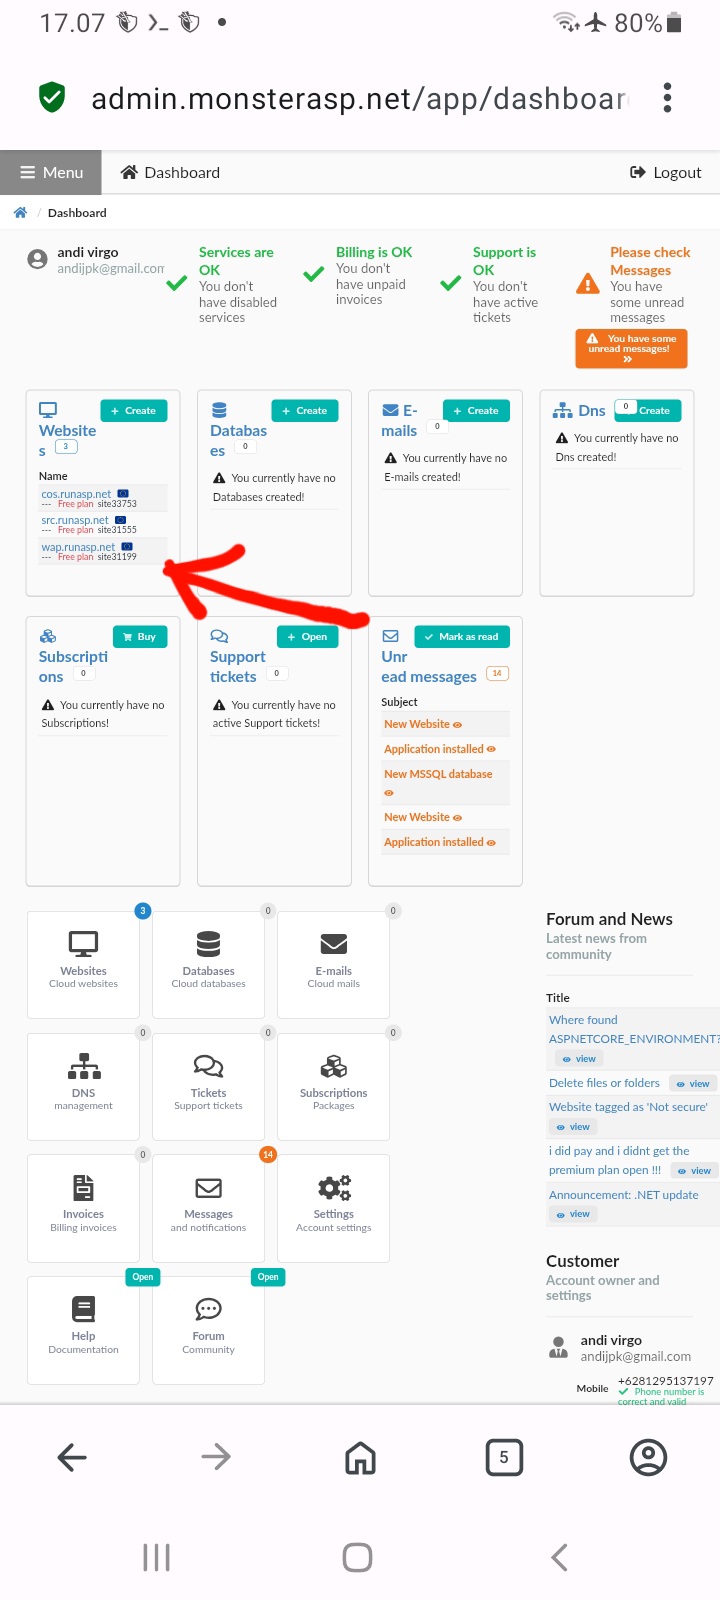 17.07
80%
admin.monsterasp.net/app/dashboar
Menu
Dashboard
Logout
/ Dashboard
andi virgo
andijpk@gmail.com
Services are
OK
You don't
have disabled
services
Billing is OK
You don't
have unpaid
invoices
Support is
OK
You don't
have active
tickets
Please check
Messages
You have
some unread
messages
You have some
unread messages!
Website
s 3
+ Create
Name
cos.runasp.net
--- Free plan site33753
src.runasp.net
--- Free plan site31555
wap.runasp.net
--- Free plan site31199
Databas
es 0
+ Create
You currently have no
Databases created!
E-
mails 0
+ Create
You currently have no
E-mails created!
Dns 0
Create
You currently have no
Dns created!
Subscripti
ons 0
Buy
You currently have no
Subscriptions!
Support
tickets 0
+ Open
You currently have no
active Support tickets!
Unr
ead messages 14
Mark as read
Subject
New Website
Application installed
New MSSQL database
New Website
Application installed
3
Websites
Cloud websites
0
Databases
Cloud databases
0
E-mails
Cloud mails
0
DNS
management
0
Tickets
Support tickets
0
Subscriptions
Packages
0
Invoices
Billing invoices
14
Messages
and notifications
Settings
Account settings
Open
Help
Documentation
Open
Forum
Community
Forum and News
Latest news from
community
Title
Where found
ASPNETCORE_ENVIRONMENT?
view
Delete files or folders view
Website tagged as 'Not secure'
view
i did pay and i didnt get the
premium plan open !!! view
Announcement: .NET update
view
Customer
Account owner and
settings
andi virgo
andijpk@gmail.com
Mobile
+6281295137197
Phone number is
correct and valid
5